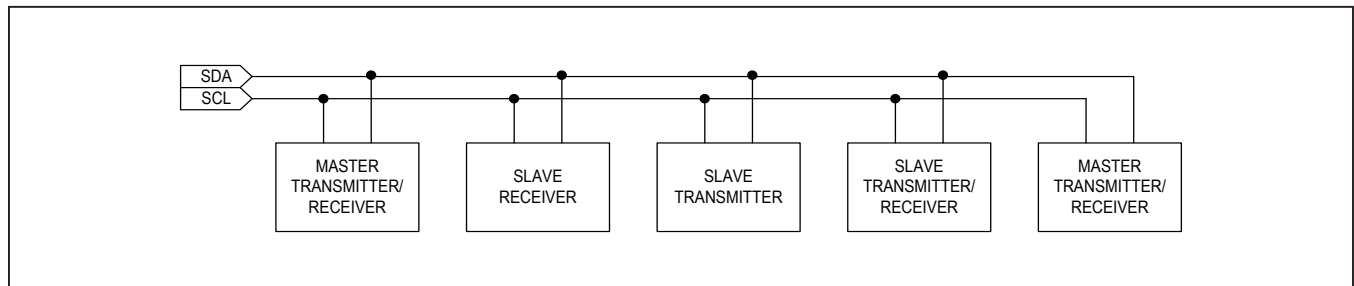 SDA
SCL
MASTER
TRANSMITTER/
RECEIVER
SLAVE
RECEIVER
SLAVE
TRANSMITTER
SLAVE
TRANSMITTER/
RECEIVER
MASTER
TRANSMITTER/
RECEIVER